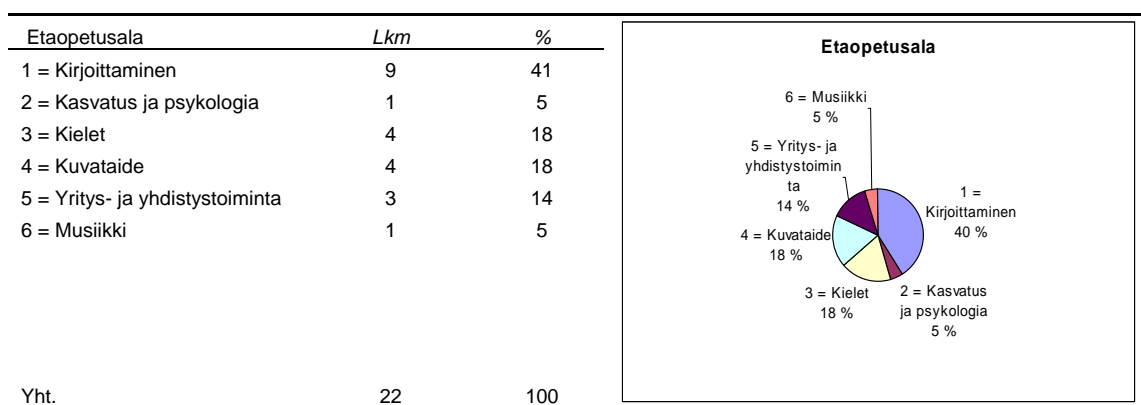 Etaopetusala Lkm %
1 = Kirjoittaminen 9 41
2 = Kasvatus ja psykologia 1 5
3 = Kielet 4 18
4 = Kuvataide 4 18
5 = Yritys- ja yhdistystoiminta 3 14
6 = Musiikki 1 5
Yht. 22 100
Etaopetusala
6 = Musiikki
5 %
5 = Yritys- ja
yhdistystoimin
ta
14 %
1 =
Kirjoittaminen
40 %
4 = Kuvataide
18 %
3 = Kielet
18 %
2 = Kasvatus
ja psykologia
5 %